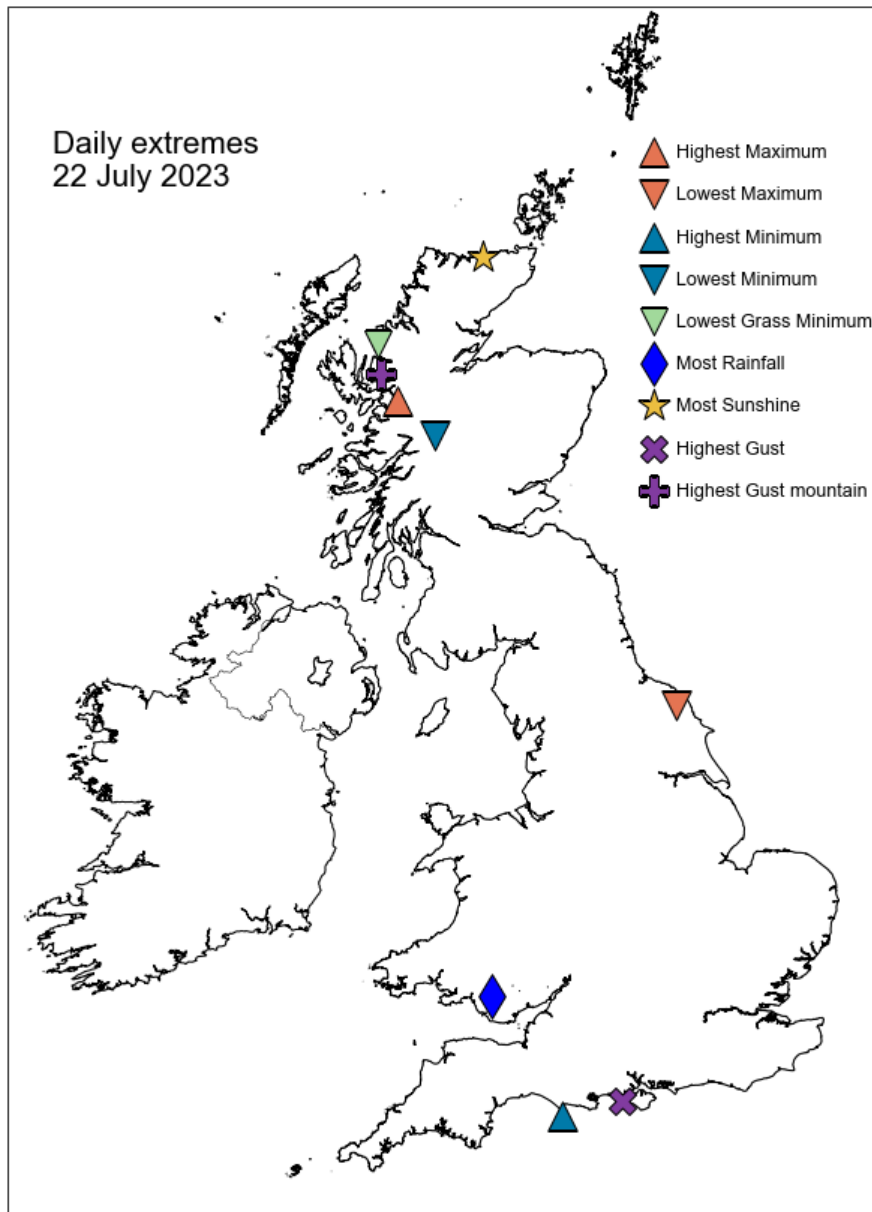 Daily extremes
22 July 2023
Highest Maximum
Lowest Maximum
Highest Minimum
Lowest Minimum
Lowest Grass Minimum
Most Rainfall
Most Sunshine
Highest Gust
Highest Gust mountain